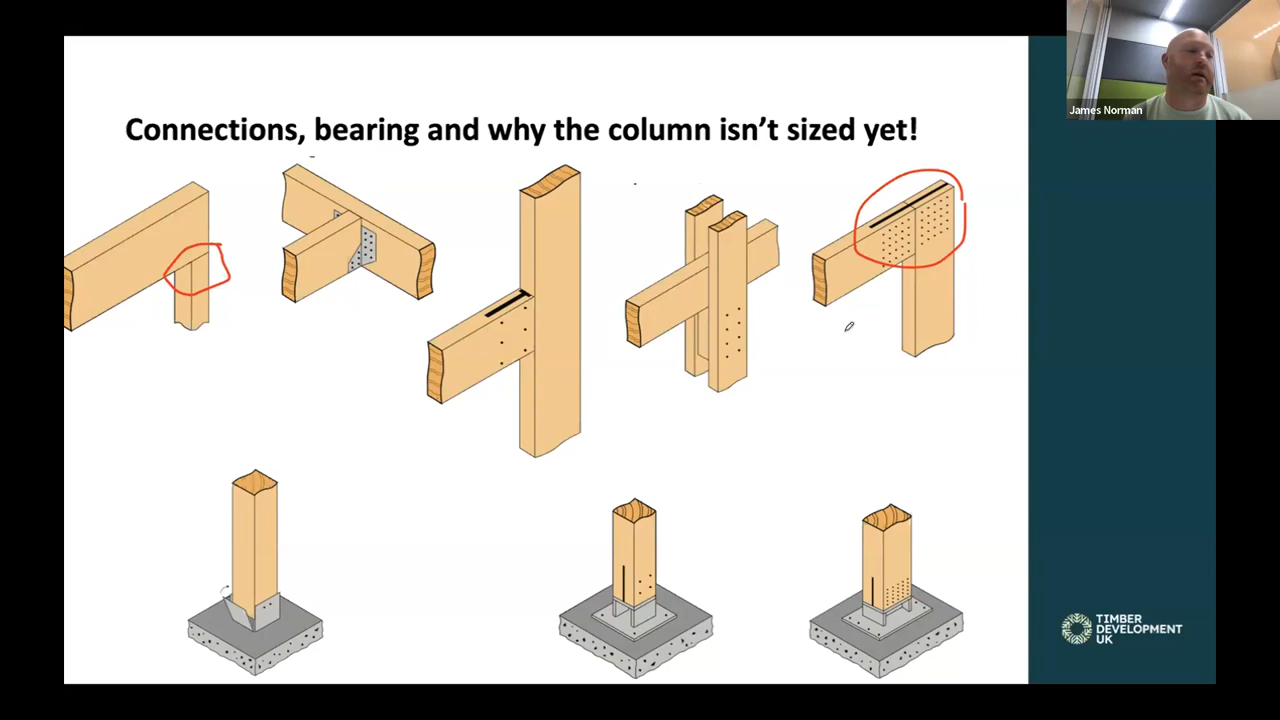 James Norman
Connections, bearing and why the column isn't sized yet!
TIMBER
DEVELOPMENT
UK